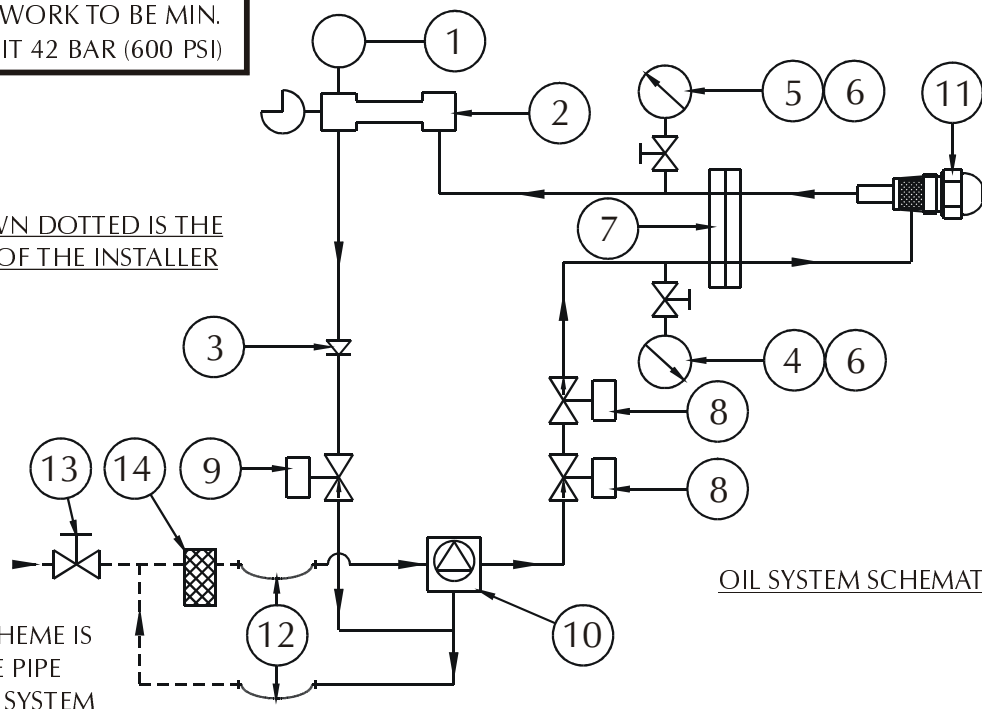 WORK TO BE MIN.
IT 42 BAR (600 PSI)
1
2
5 6
11
WN DOTTED IS THE
OF THE INSTALLER
7
3
4 6
8
13 14 9
8
OIL SYSTEM SCHEMAT
12
10
HEME IS
E PIPE
SYSTEM